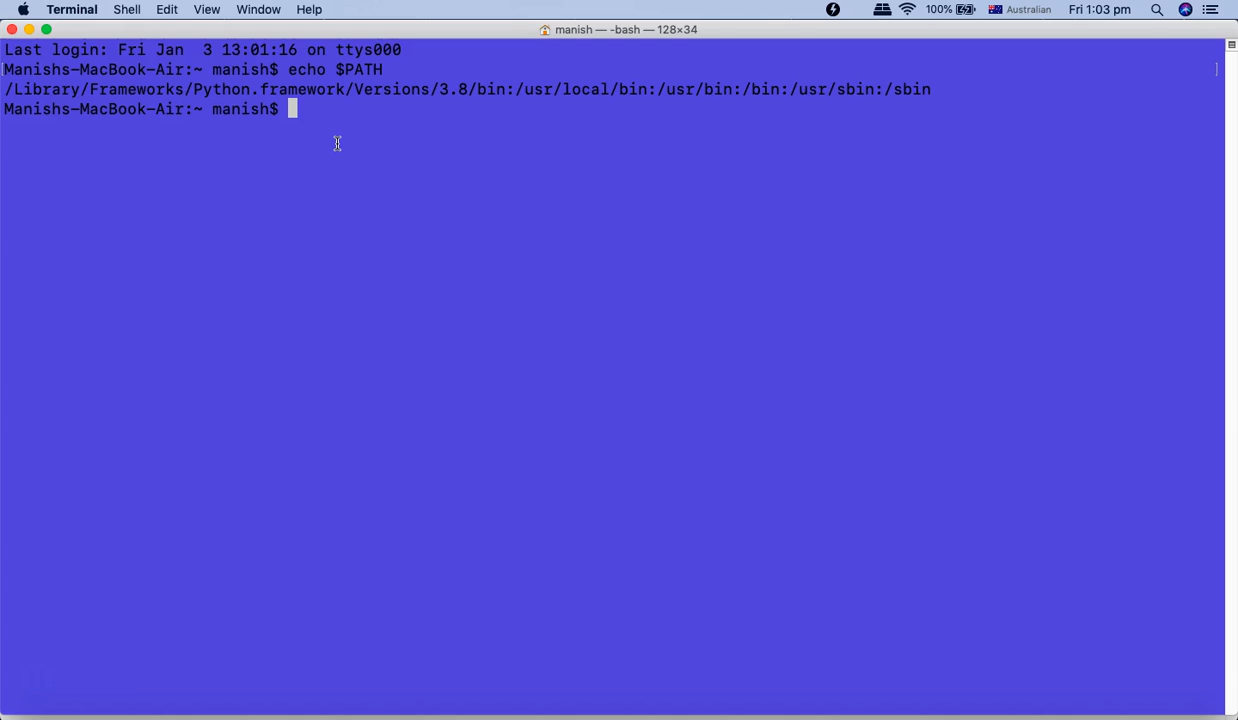 Terminal Shell Edit View Window Help 100% Australian Fri 1:03 pm
manish — -bash — 128×34
Last login: Fri Jan  3 13:01:16 on ttys000
Manishs-MacBook-Air:~ manish$ echo $PATH
/Library/Frameworks/Python.framework/Versions/3.8/bin:/usr/local/bin:/usr/bin:/bin:/usr/sbin:/sbin
Manishs-MacBook-Air:~ manish$